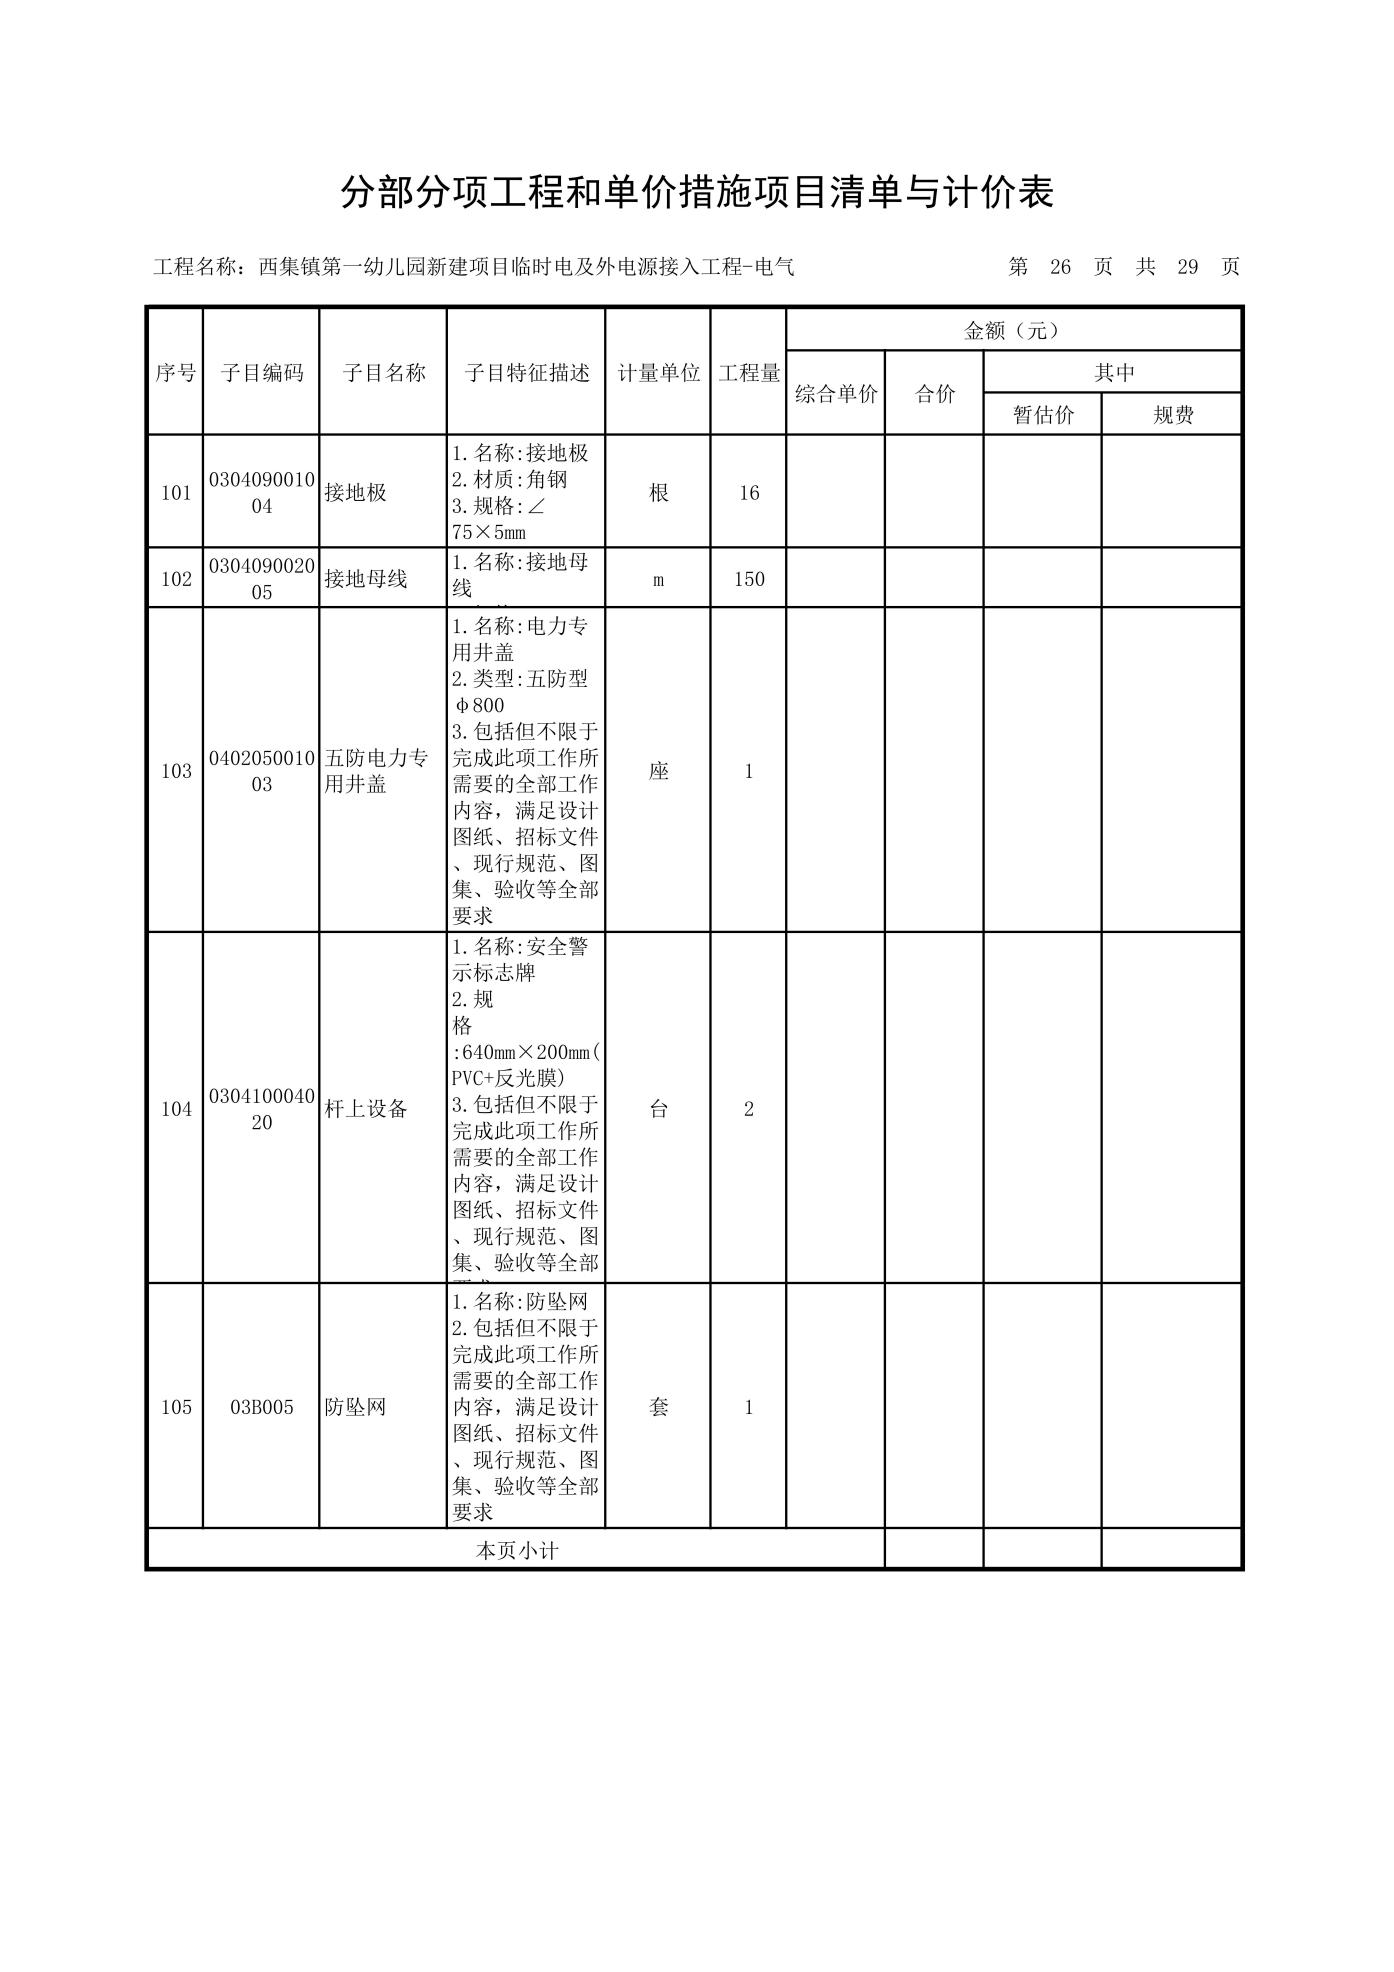 分部分项工程和单价措施项目清单与计价表
工程名称：西集镇第一幼儿园新建项目临时电及外电源接入工程-电气
第 26 页 共 29 页
序号 子目编码 子目名称 子目特征描述 计量单位 工程量 金额（元）
综合单价 合价 其中
暂估价 规费
101
0304090010
04
接地极
1.名称:接地极
2.材质:角钢
3.规格:∠
75×5mm
根
16
102
0304090020
05
接地母线
1.名称:接地母
线
m
150
103
0402050010
03
五防电力专
用井盖
1.名称:电力专
用井盖
2.类型:五防型
φ800
3.包括但不限于
完成此项工作所
需要的全部工作
内容，满足设计
图纸、招标文件
、现行规范、图
集、验收等全部
要求
座
1
104
0304100040
20
杆上设备
1.名称:安全警
示标志牌
2.规
格
:640mm×200mm(
PVC+反光膜)
3.包括但不限于
完成此项工作所
需要的全部工作
内容，满足设计
图纸、招标文件
、现行规范、图
集、验收等全部
台
2
105
03B005
防坠网
1.名称:防坠网
2.包括但不限于
完成此项工作所
需要的全部工作
内容，满足设计
图纸、招标文件
、现行规范、图
集、验收等全部
要求
套
1
本页小计